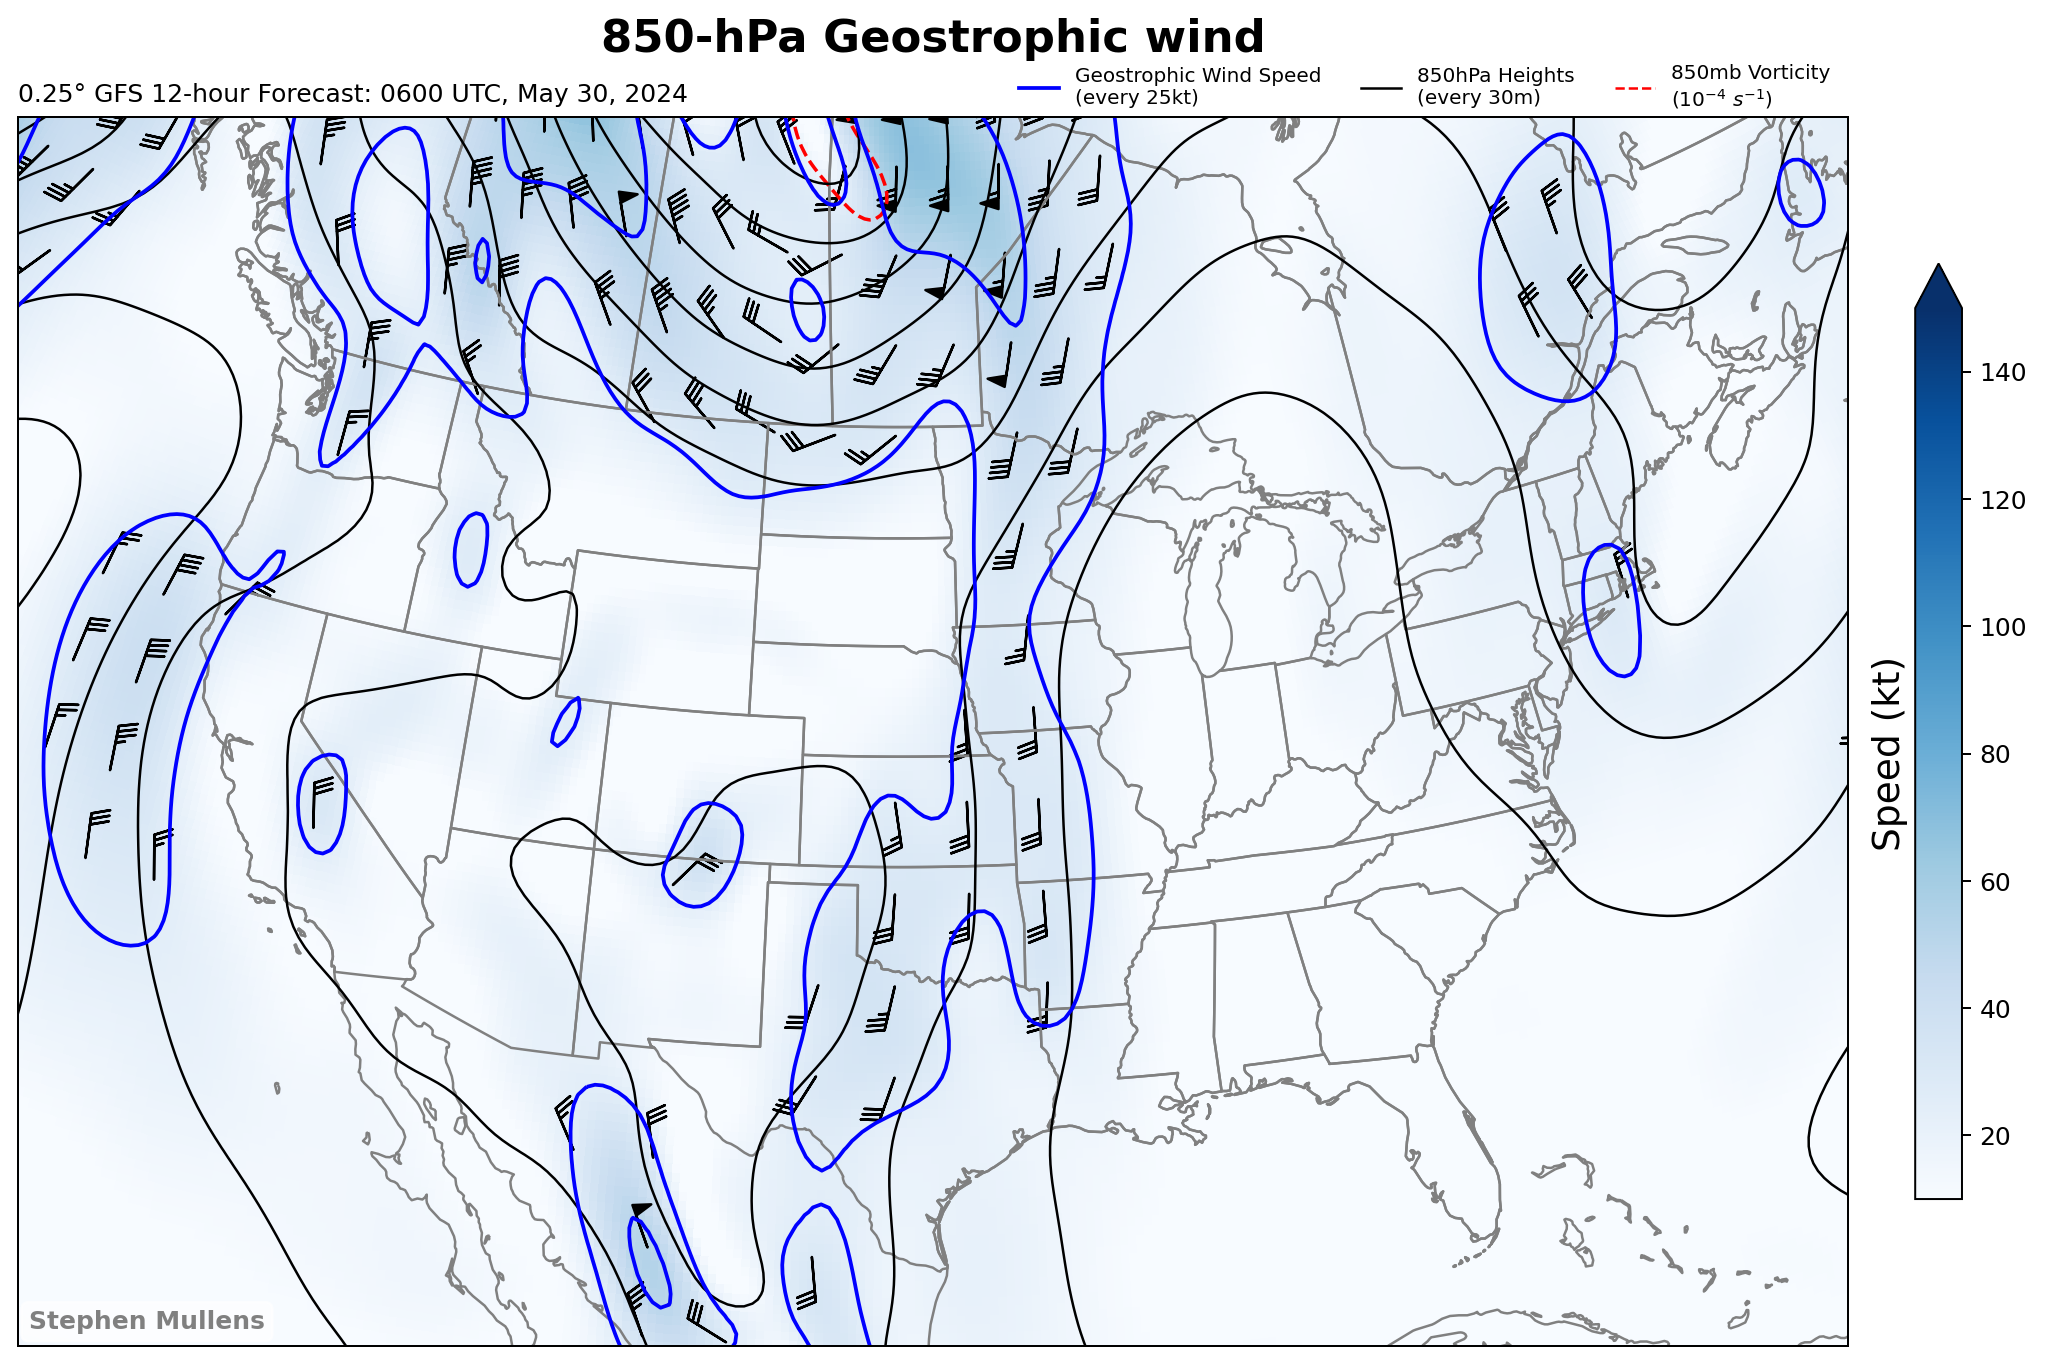 850-hPa Geostrophic wind
0.25° GFS 12-hour Forecast: 0600 UTC, May 30, 2024
Geostrophic Wind Speed
(every 25kt)
850hPa Heights
(every 30m)
850mb Vorticity
(10⁻⁴ s⁻¹)
140
120
100
80
60
40
20
Speed (kt)
Stephen Mullens